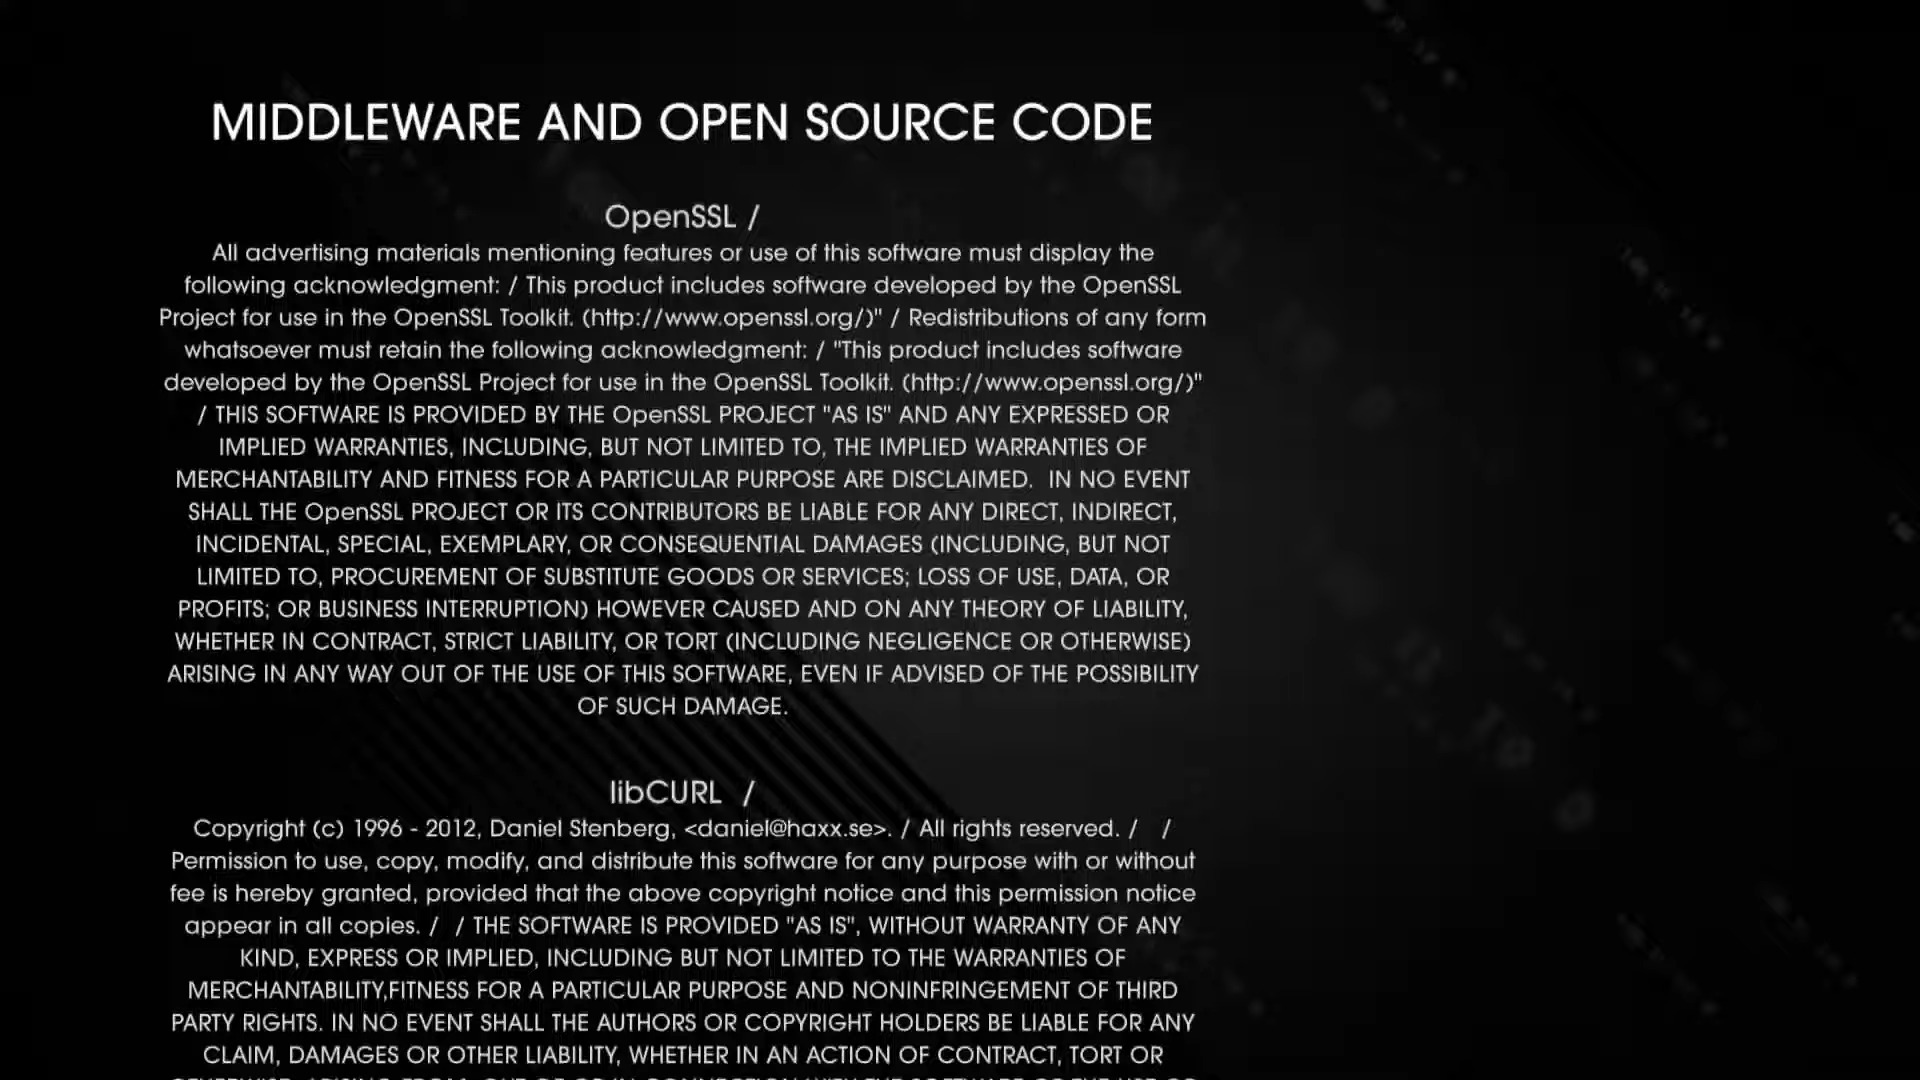 MIDDLEWARE AND OPEN SOURCE CODE
OpenSSL /
All advertising materials mentioning features or use of this software must display the
following acknowledgment: / This product includes software developed by the OpenSSL
Project for use in the OpenSSL Toolkit. (http://www.openssl.org/)" / Redistributions of any form
whatsoever must retain the following acknowledgment: / "This product includes software
developed by the OpenSSL Project for use in the OpenSSL Toolkit. (http://www.openssl.org/)"
/ THIS SOFTWARE IS PROVIDED BY THE OpenSSL PROJECT "AS IS" AND ANY EXPRESSED OR
IMPLIED WARRANTIES, INCLUDING, BUT NOT LIMITED TO, THE IMPLIED WARRANTIES OF
MERCHANTABILITY AND FITNESS FOR A PARTICULAR PURPOSE ARE DISCLAIMED.  IN NO EVENT
SHALL THE OpenSSL PROJECT OR ITS CONTRIBUTORS BE LIABLE FOR ANY DIRECT, INDIRECT,
INCIDENTAL, SPECIAL, EXEMPLARY, OR CONSEQUENTIAL DAMAGES (INCLUDING, BUT NOT
LIMITED TO, PROCUREMENT OF SUBSTITUTE GOODS OR SERVICES; LOSS OF USE, DATA, OR
PROFITS; OR BUSINESS INTERRUPTION) HOWEVER CAUSED AND ON ANY THEORY OF LIABILITY,
WHETHER IN CONTRACT, STRICT LIABILITY, OR TORT (INCLUDING NEGLIGENCE OR OTHERWISE)
ARISING IN ANY WAY OUT OF THE USE OF THIS SOFTWARE, EVEN IF ADVISED OF THE POSSIBILITY
OF SUCH DAMAGE.
libCURL  /
Copyright (c) 1996 - 2012, Daniel Stenberg, <daniel@haxx.se>. / All rights reserved. /   /
Permission to use, copy, modify, and distribute this software for any purpose with or without
fee is hereby granted, provided that the above copyright notice and this permission notice
appear in all copies. /  / THE SOFTWARE IS PROVIDED "AS IS", WITHOUT WARRANTY OF ANY
KIND, EXPRESS OR IMPLIED, INCLUDING BUT NOT LIMITED TO THE WARRANTIES OF
MERCHANTABILITY,FITNESS FOR A PARTICULAR PURPOSE AND NONINFRINGEMENT OF THIRD
PARTY RIGHTS. IN NO EVENT SHALL THE AUTHORS OR COPYRIGHT HOLDERS BE LIABLE FOR ANY
CLAIM, DAMAGES OR OTHER LIABILITY, WHETHER IN AN ACTION OF CONTRACT, TORT OR